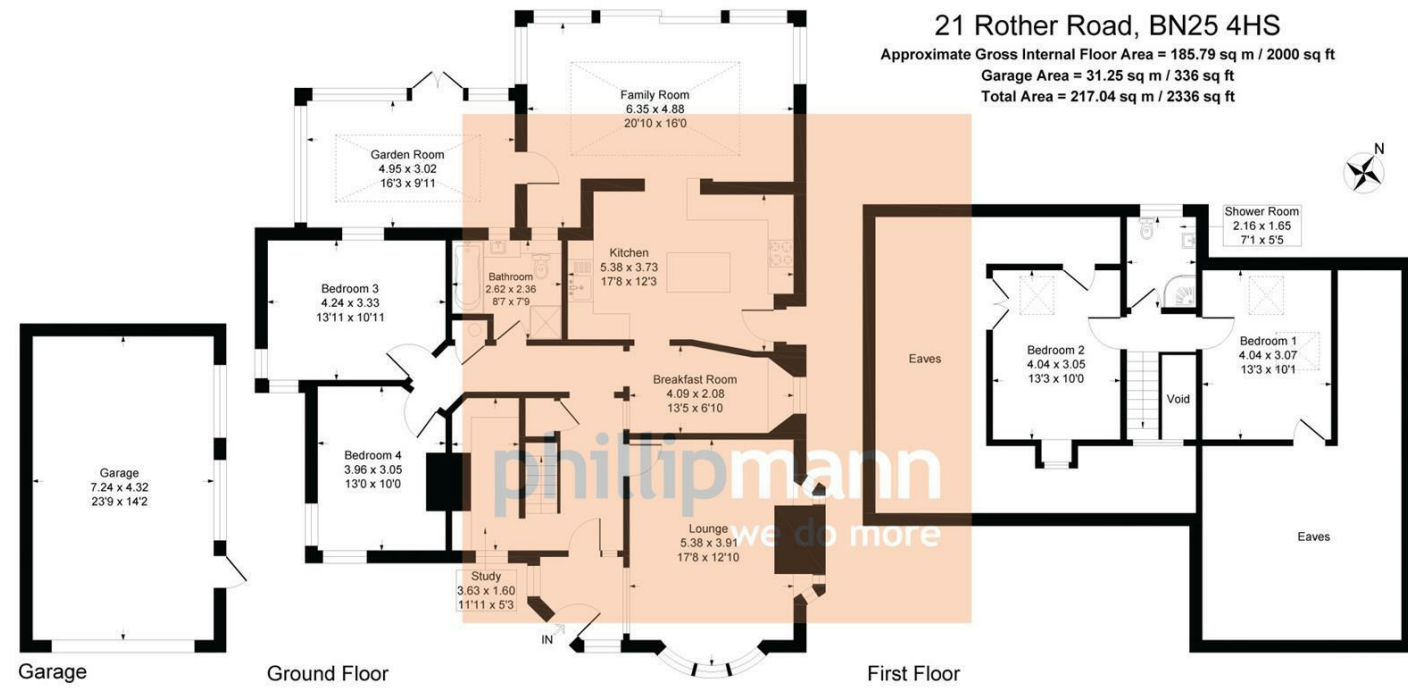 21 Rother Road, BN25 4HS
Approximate Gross Internal Floor Area = 185.79 sq m / 2000 sq ft
Garage Area = 31.25 sq m / 336 sq ft
Total Area = 217.04 sq m / 2336 sq ft
N
Family Room
6.35 x 4.88
20'10 x 16'0
Garden Room
4.95 x 3.02
16'3 x 9'11
Kitchen
5.38 x 3.73
17'8 x 12'3
Bathroom
2.62 x 2.36
8'7 x 7'9
Bedroom 3
4.24 x 3.33
13'11 x 10'11
Breakfast Room
4.09 x 2.08
13'5 x 6'10
Bedroom 4
3.96 x 3.05
13'0 x 10'0
Lounge
5.38 x 3.91
17'8 x 12'10
Study
3.63 x 1.60
11'11 x 5'3
IN
Garage
7.24 x 4.32
23'9 x 14'2
Shower Room
2.16 x 1.65
7'1 x 5'5
Bedroom 2
4.04 x 3.05
13'3 x 10'0
Bedroom 1
4.04 x 3.07
13'3 x 10'1
Void
Eaves
Eaves
phillipmann
we do more
Garage
Ground Floor
First Floor